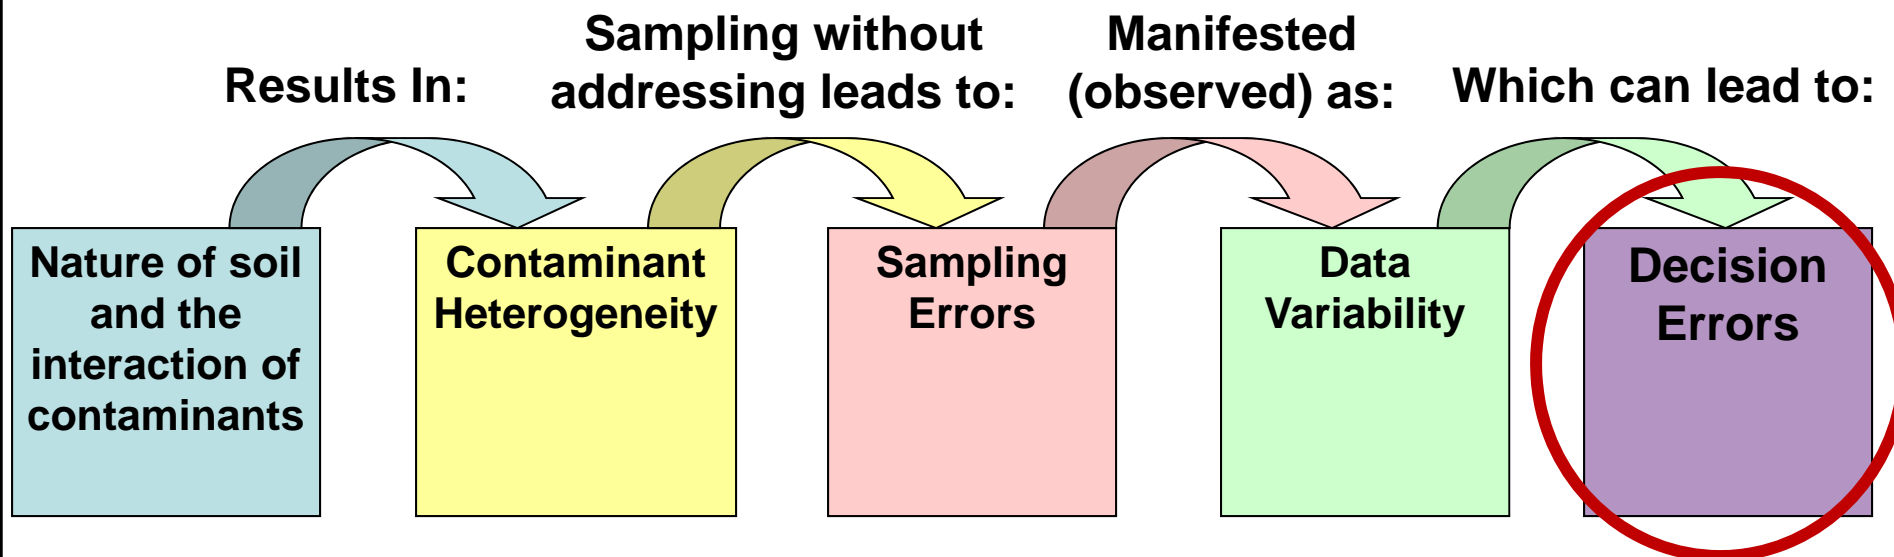 Results In:
Sampling without
addressing leads to:
Manifested
(observed) as:
Which can lead to:
Nature of soil
and the
interaction of
contaminants
Contaminant
Heterogeneity
Sampling
Errors
Data
Variability
Decision
Errors